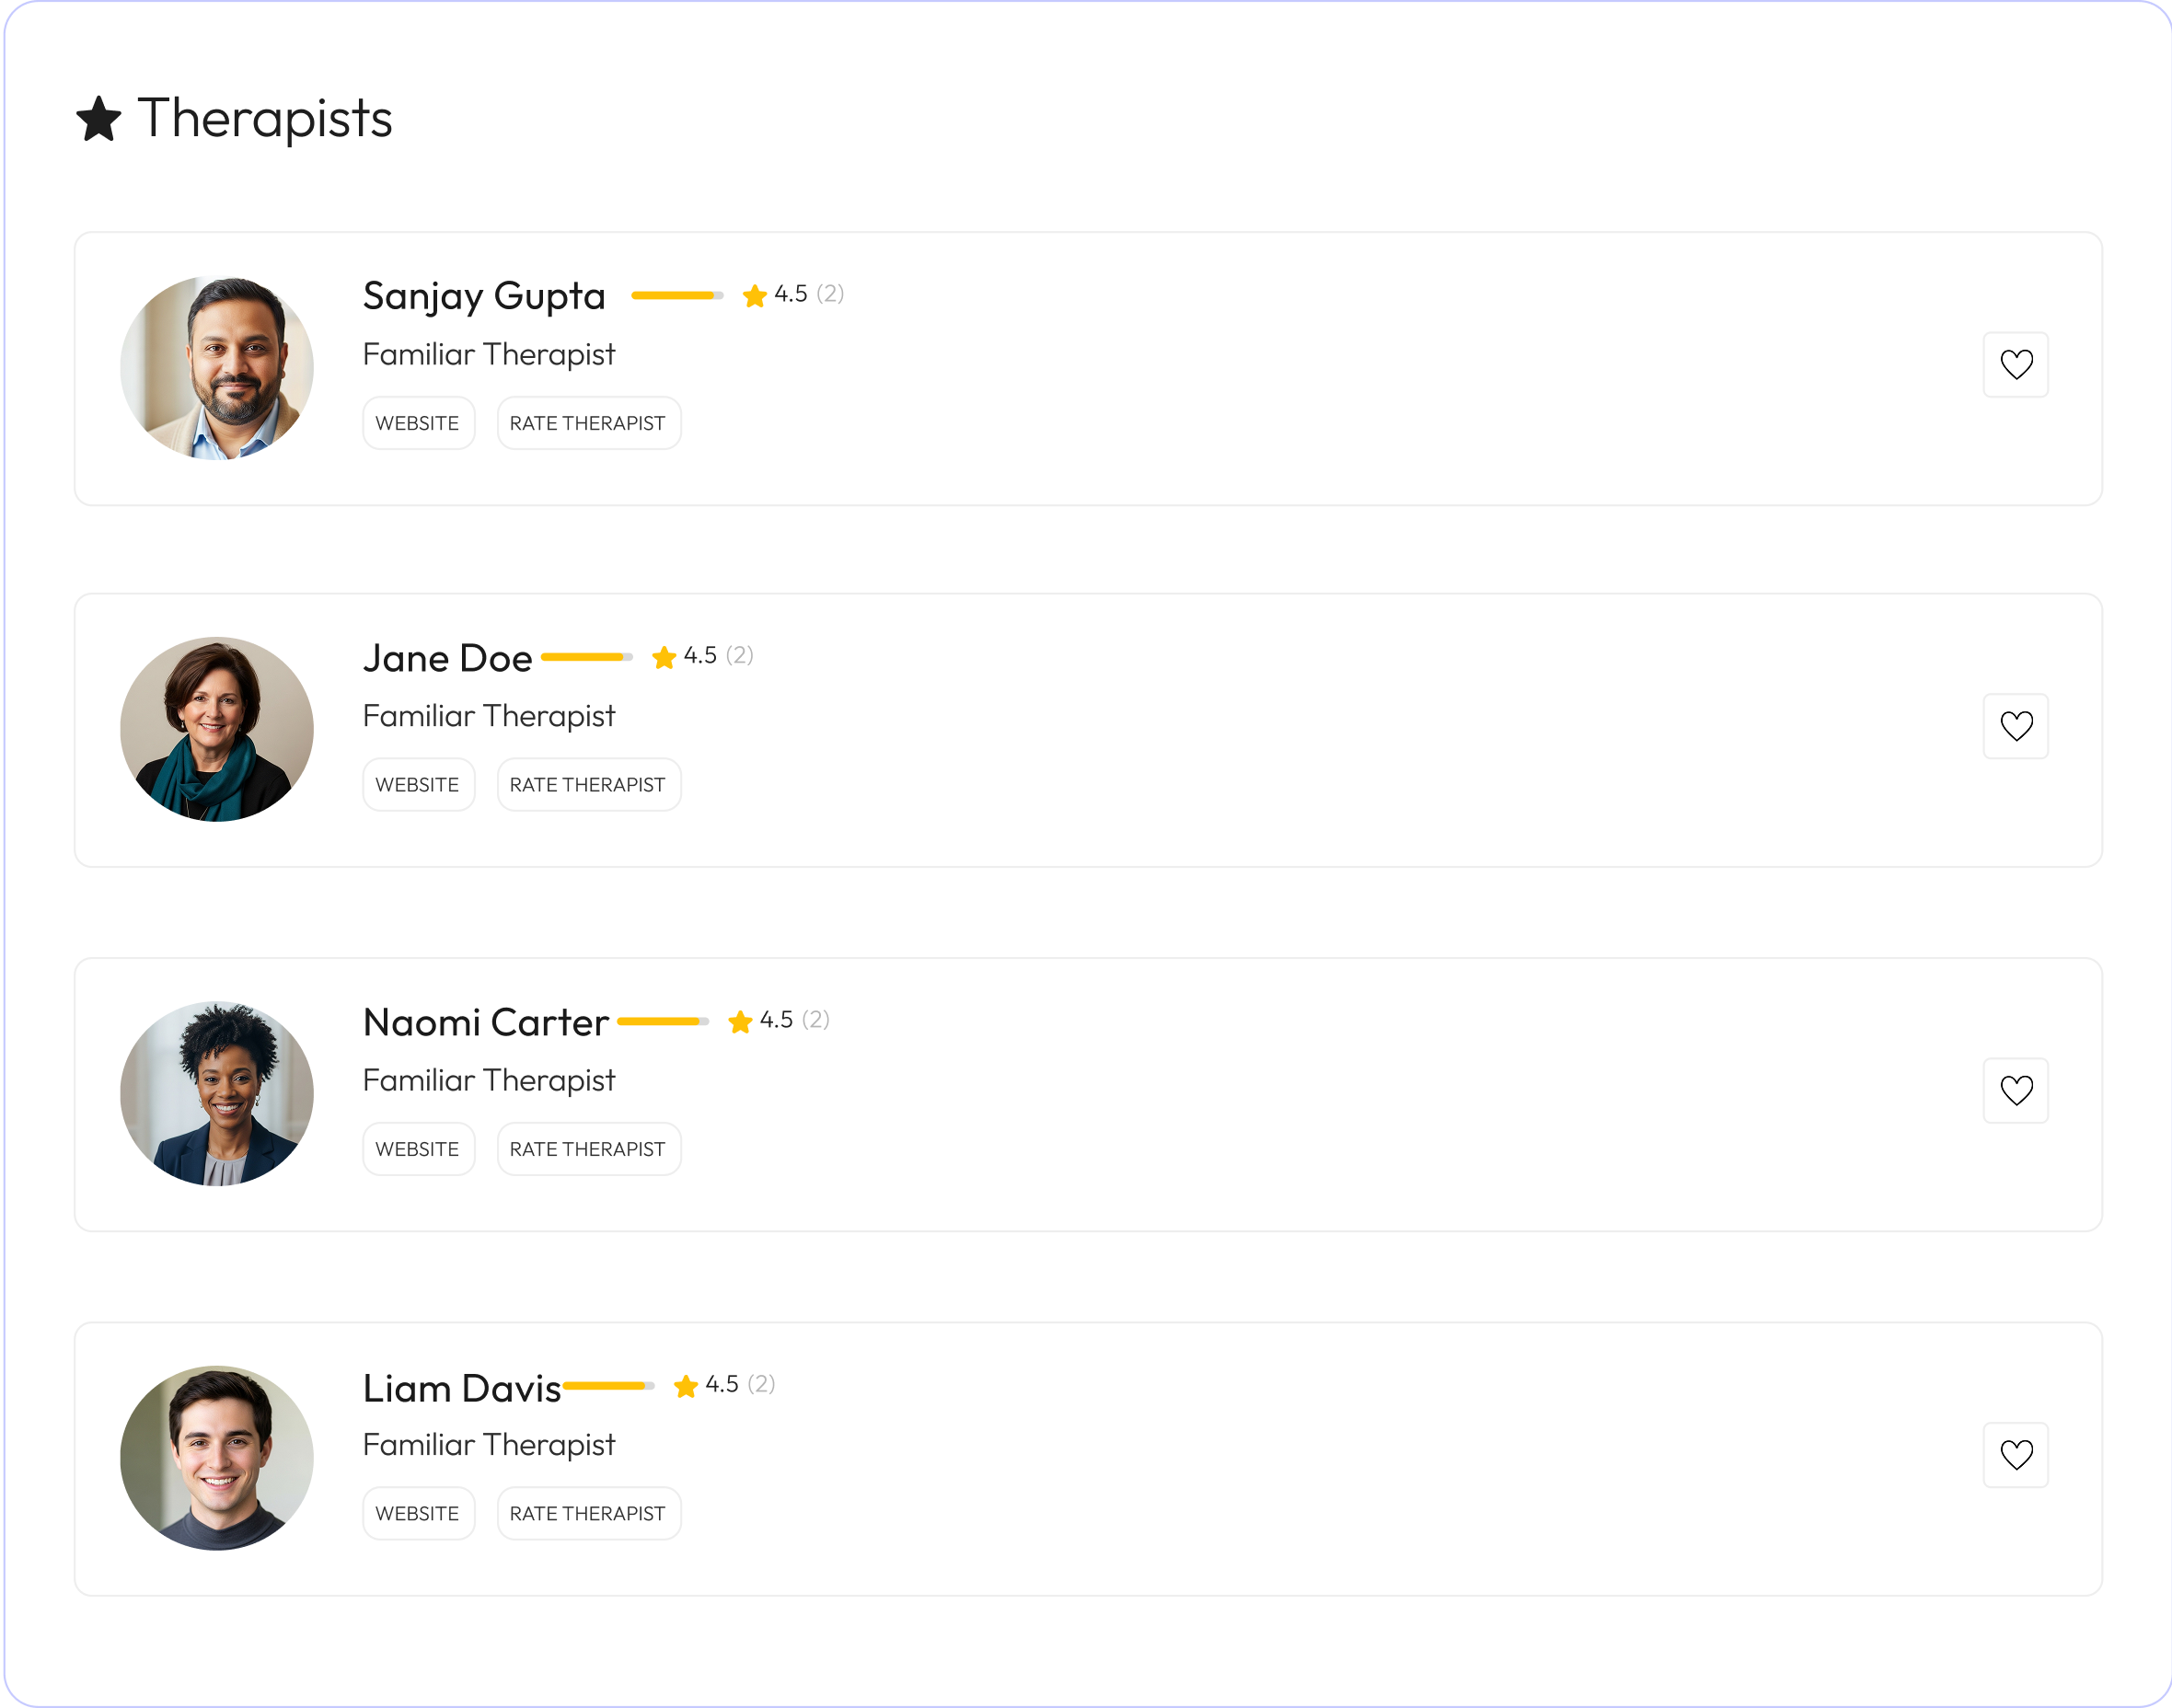 Therapists
Sanjay Gupta 4.5 (2)
Familiar Therapist
WEBSITE RATE THERAPIST
Jane Doe 4.5 (2)
Familiar Therapist
WEBSITE RATE THERAPIST
Naomi Carter 4.5 (2)
Familiar Therapist
WEBSITE RATE THERAPIST
Liam Davis 4.5 (2)
Familiar Therapist
WEBSITE RATE THERAPIST